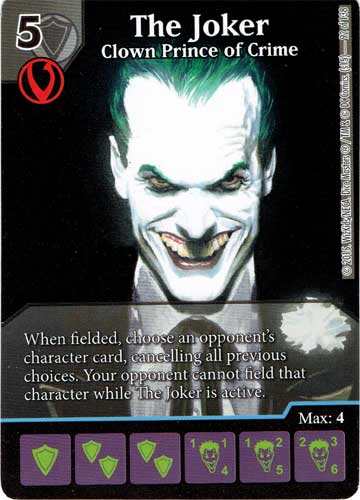 5
The Joker
Clown Prince of Crime
When fielded, choose an opponent's
character card, cancelling all previous
choices. Your opponent cannot field that
character while The Joker is active.
Max: 4
1 1
4
1 2
5
2 3
6